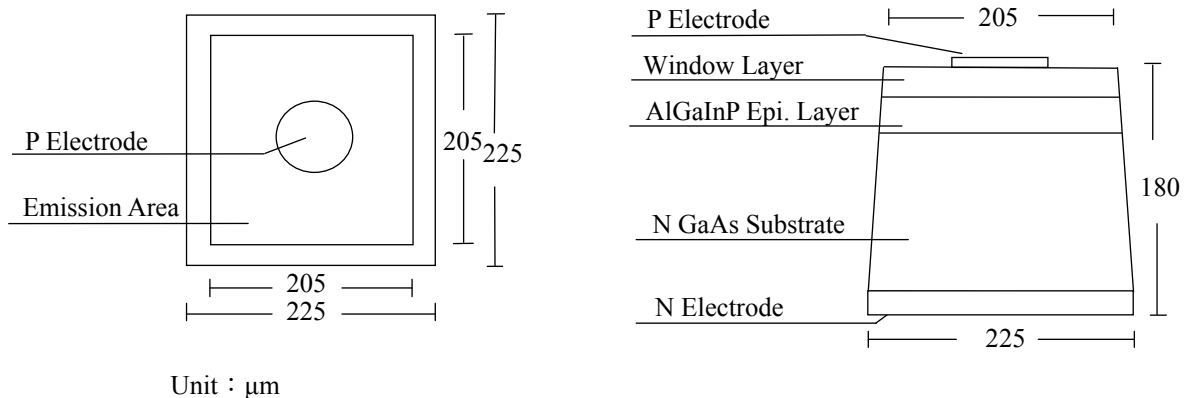 P Electrode
Emission Area
205
225
205
225
205
P Electrode
Window Layer
AlGaInP Epi. Layer
180
N GaAs Substrate
N Electrode
225
Unit：μm